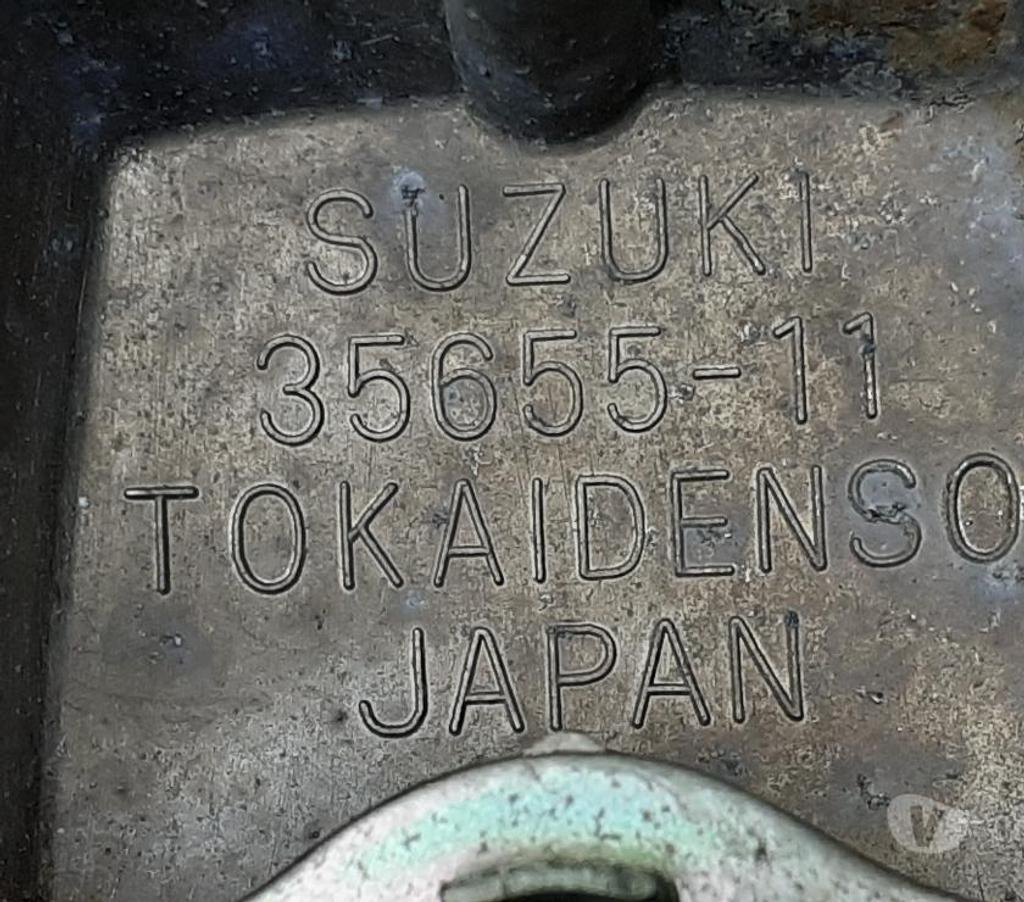 SUZUKI
35655-11
TOKAIDENSO
JAPAN